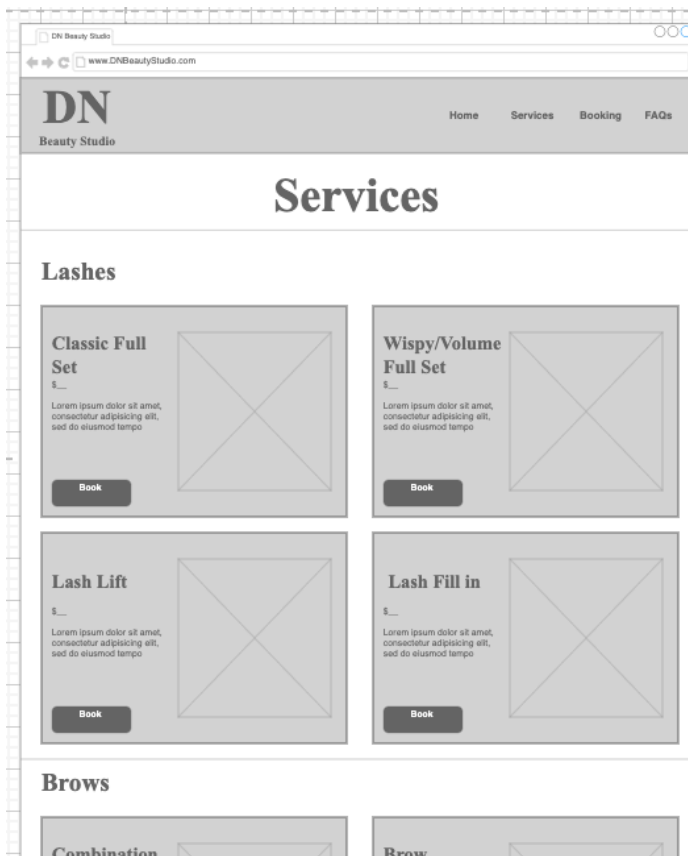 DN Beauty Studio
www.DNBeautyStudio.com
DN
Beauty Studio
Home Services Booking FAQs
Services
Lashes
Classic Full
Set
$__
Lorem ipsum dolor sit amet,
consectetur adipisicing elit,
sed do eiusmod tempo
Book
Wispy/Volume
Full Set
$__
Lorem ipsum dolor sit amet,
consectetur adipisicing elit,
sed do eiusmod tempo
Book
Lash Lift
$__
Lorem ipsum dolor sit amet,
consectetur adipisicing elit,
sed do eiusmod tempo
Book
Lash Fill in
$__
Lorem ipsum dolor sit amet,
consectetur adipisicing elit,
sed do eiusmod tempo
Book
Brows
Combination
Brow